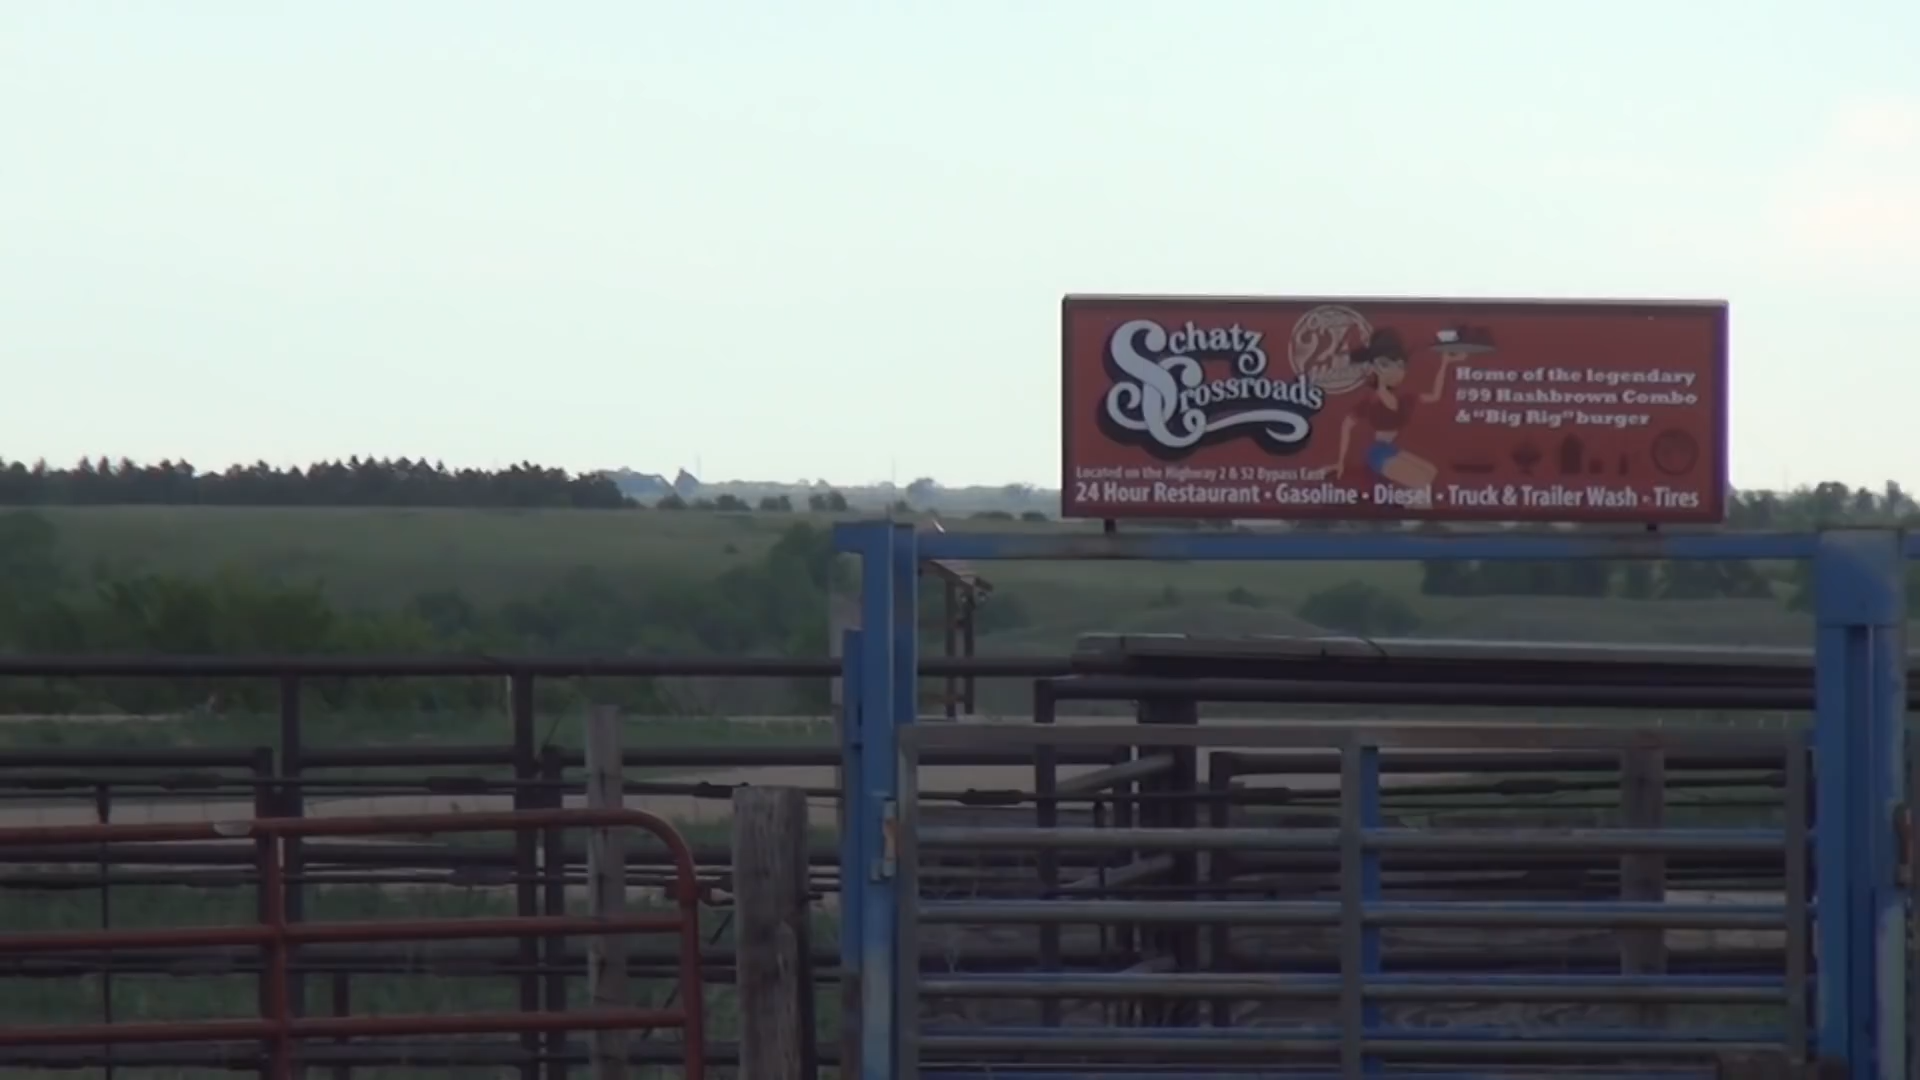 Schatz
Crossroads
24
Home of the legendary
#99 Hashbrown Combo
& "Big Rig" burger
Located on the Highway 2 & 52 Bypass East
24 Hour Restaurant • Gasoline • Diesel • Truck & Trailer Wash • Tires